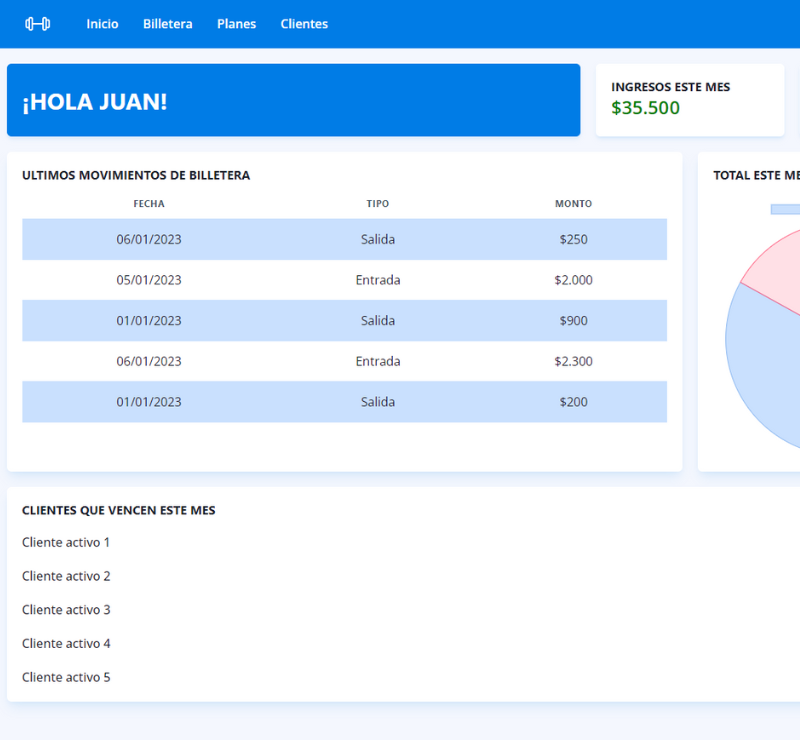 Inicio Billetera Planes Clientes
¡HOLA JUAN!
INGRESOS ESTE MES
$35.500
ULTIMOS MOVIMIENTOS DE BILLETERA
FECHA TIPO MONTO
06/01/2023 Salida $250
05/01/2023 Entrada $2.000
01/01/2023 Salida $900
06/01/2023 Entrada $2.300
01/01/2023 Salida $200
TOTAL ESTE ME
CLIENTES QUE VENCEN ESTE MES
Cliente activo 1
Cliente activo 2
Cliente activo 3
Cliente activo 4
Cliente activo 5